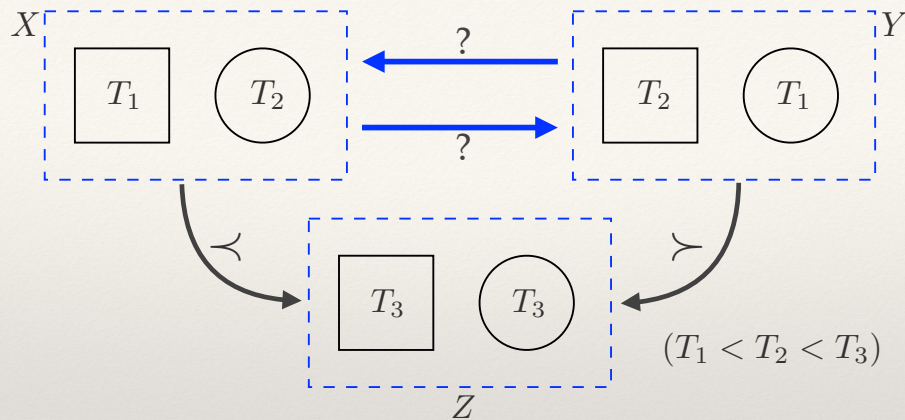 X
T₁
T₂
?
?
T₂
T₁
Y
≺
≻
T₃
T₃
(T₁ < T₂ < T₃)
Z